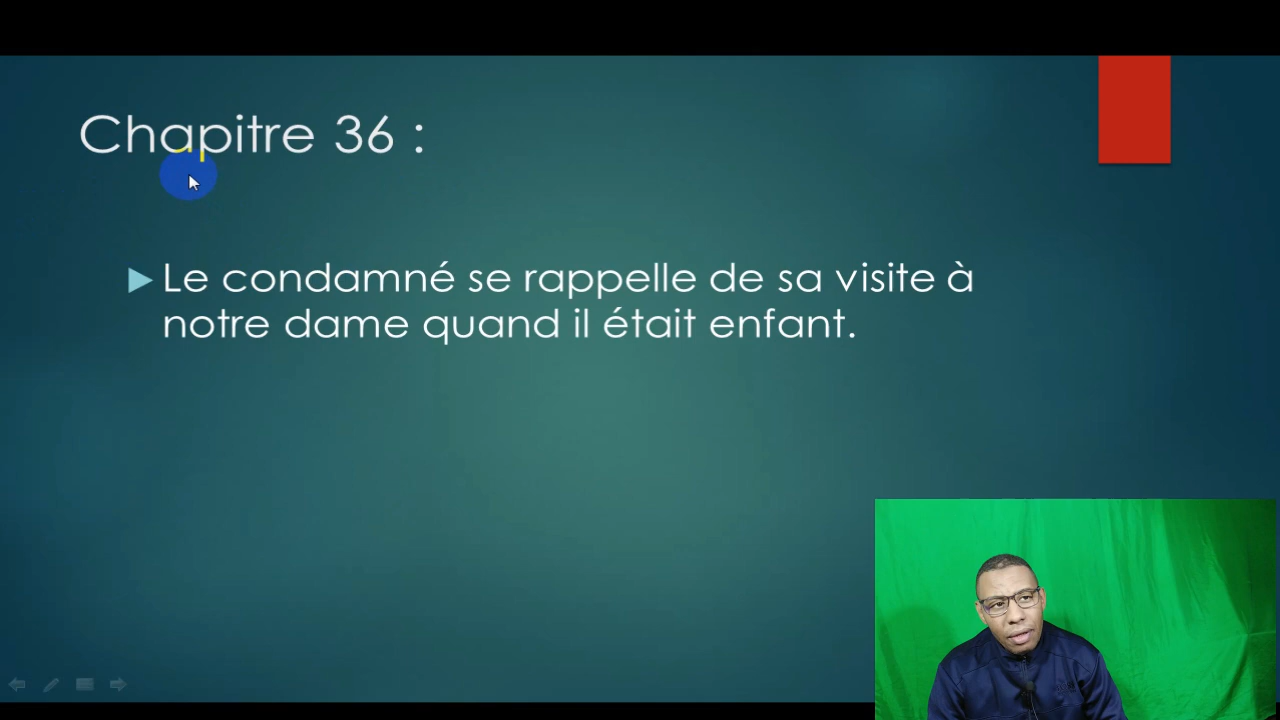 Chapitre 36 :
Le condamné se rappelle de sa visite à
notre dame quand il était enfant.